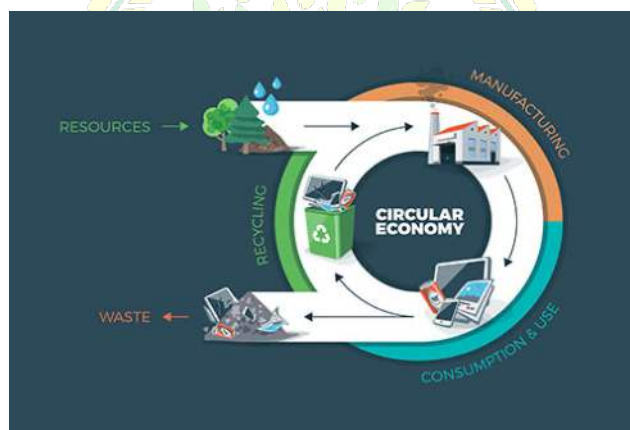 RESOURCES
MANUFACTURING
RECYCLING
CIRCULAR
ECONOMY
WASTE
CONSUMPTION & USE